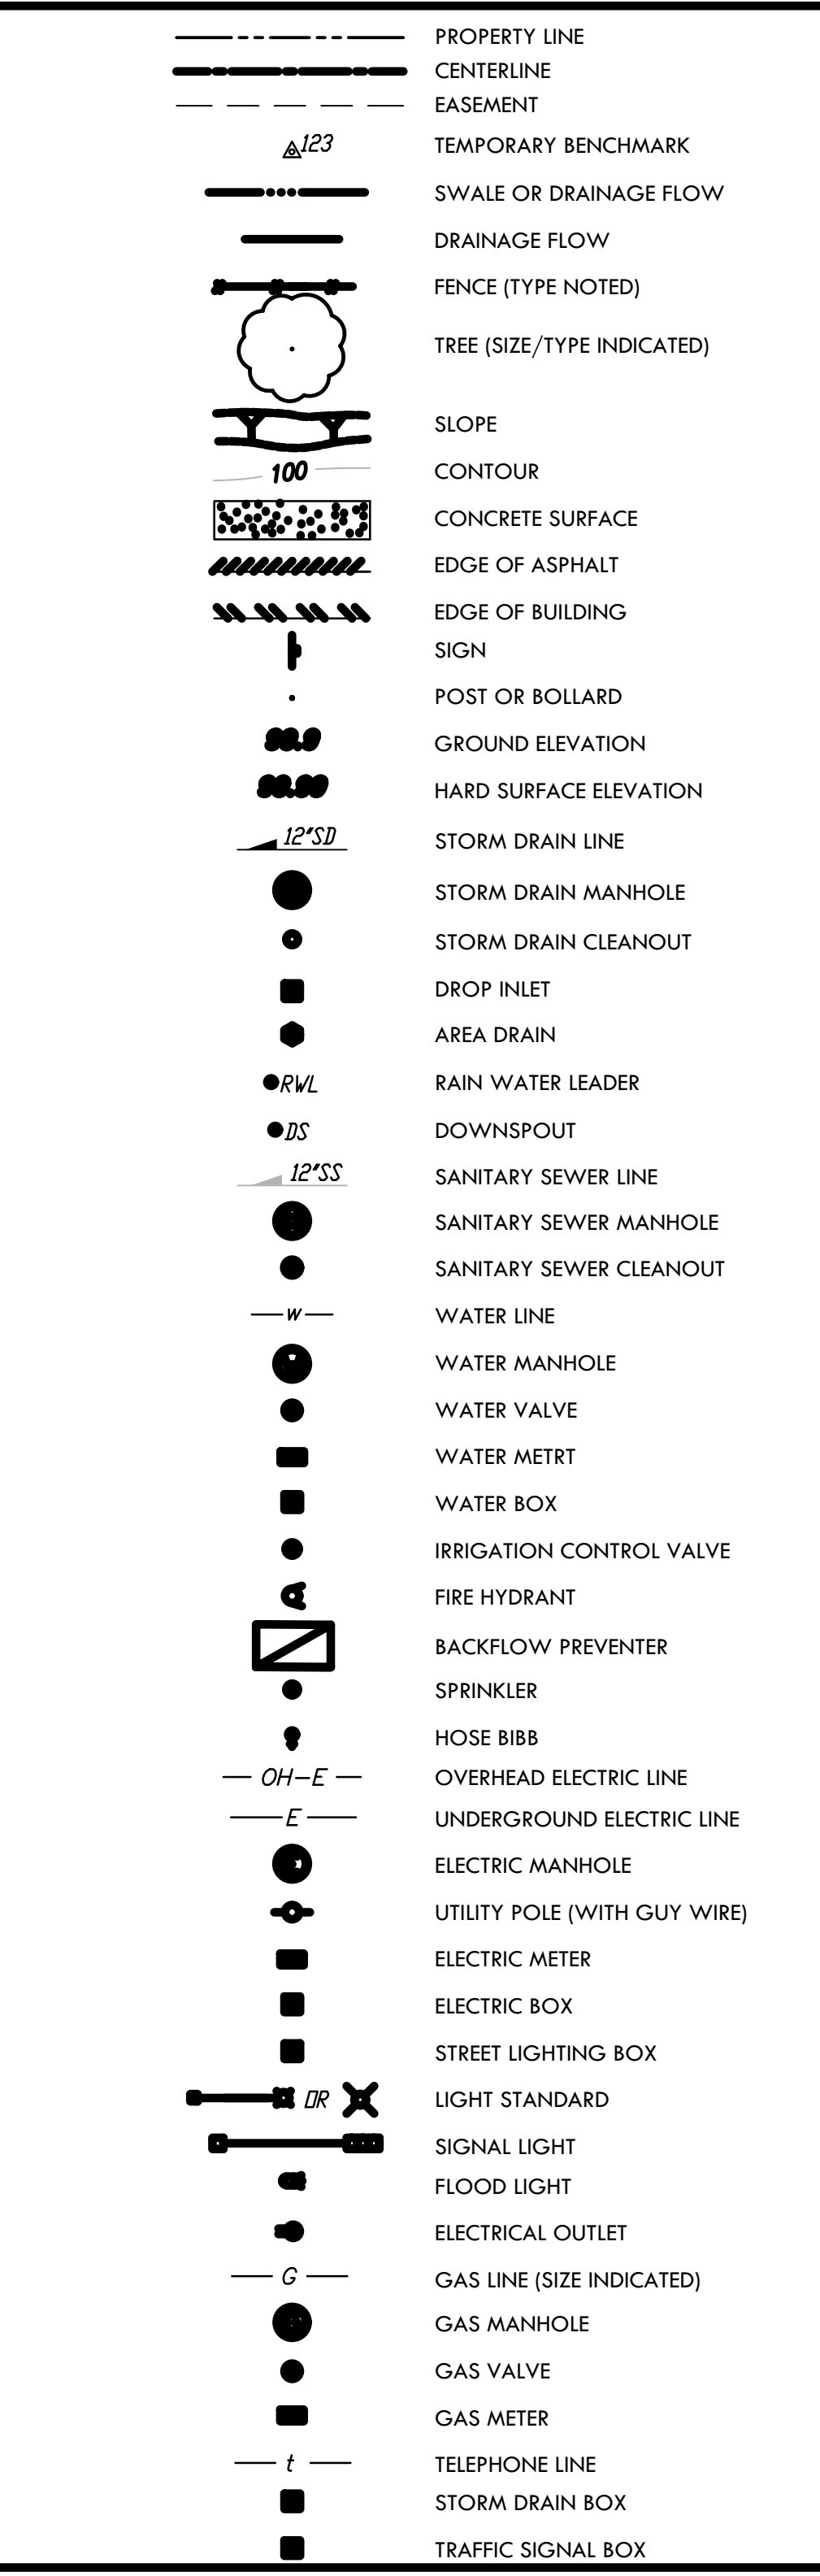 PROPERTY LINE
CENTERLINE
EASEMENT
123 TEMPORARY BENCHMARK
SWALE OR DRAINAGE FLOW
DRAINAGE FLOW
FENCE (TYPE NOTED)
TREE (SIZE/TYPE INDICATED)
SLOPE
100 CONTOUR
CONCRETE SURFACE
EDGE OF ASPHALT
EDGE OF BUILDING
SIGN
POST OR BOLLARD
GROUND ELEVATION
HARD SURFACE ELEVATION
12"SD STORM DRAIN LINE
STORM DRAIN MANHOLE
STORM DRAIN CLEANOUT
DROP INLET
AREA DRAIN
RWL RAIN WATER LEADER
DS DOWNSPOUT
12"SS SANITARY SEWER LINE
SANITARY SEWER MANHOLE
SANITARY SEWER CLEANOUT
W WATER LINE
WATER MANHOLE
WATER VALVE
WATER METRT
WATER BOX
IRRIGATION CONTROL VALVE
FIRE HYDRANT
BACKFLOW PREVENTER
SPRINKLER
HOSE BIBB
OH-E OVERHEAD ELECTRIC LINE
E UNDERGROUND ELECTRIC LINE
ELECTRIC MANHOLE
UTILITY POLE (WITH GUY WIRE)
ELECTRIC METER
ELECTRIC BOX
STREET LIGHTING BOX
OR LIGHT STANDARD
SIGNAL LIGHT
FLOOD LIGHT
ELECTRICAL OUTLET
G GAS LINE (SIZE INDICATED)
GAS MANHOLE
GAS VALVE
GAS METER
t TELEPHONE LINE
STORM DRAIN BOX
TRAFFIC SIGNAL BOX